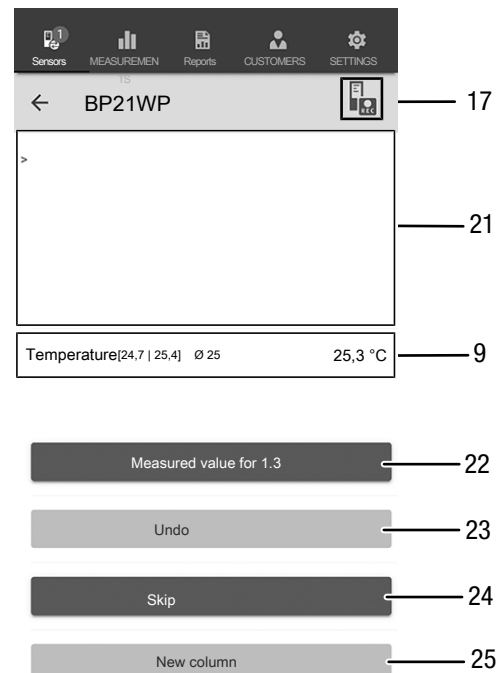 1
Sensors MEASUREMEN Reports CUSTOMERS SETTINGS
TS
← BP21WP REC 17
>
21
Temperature[24,7 | 25,4] Ø 25 25,3 °C 9
Measured value for 1.3 22
Undo 23
Skip 24
New column 25